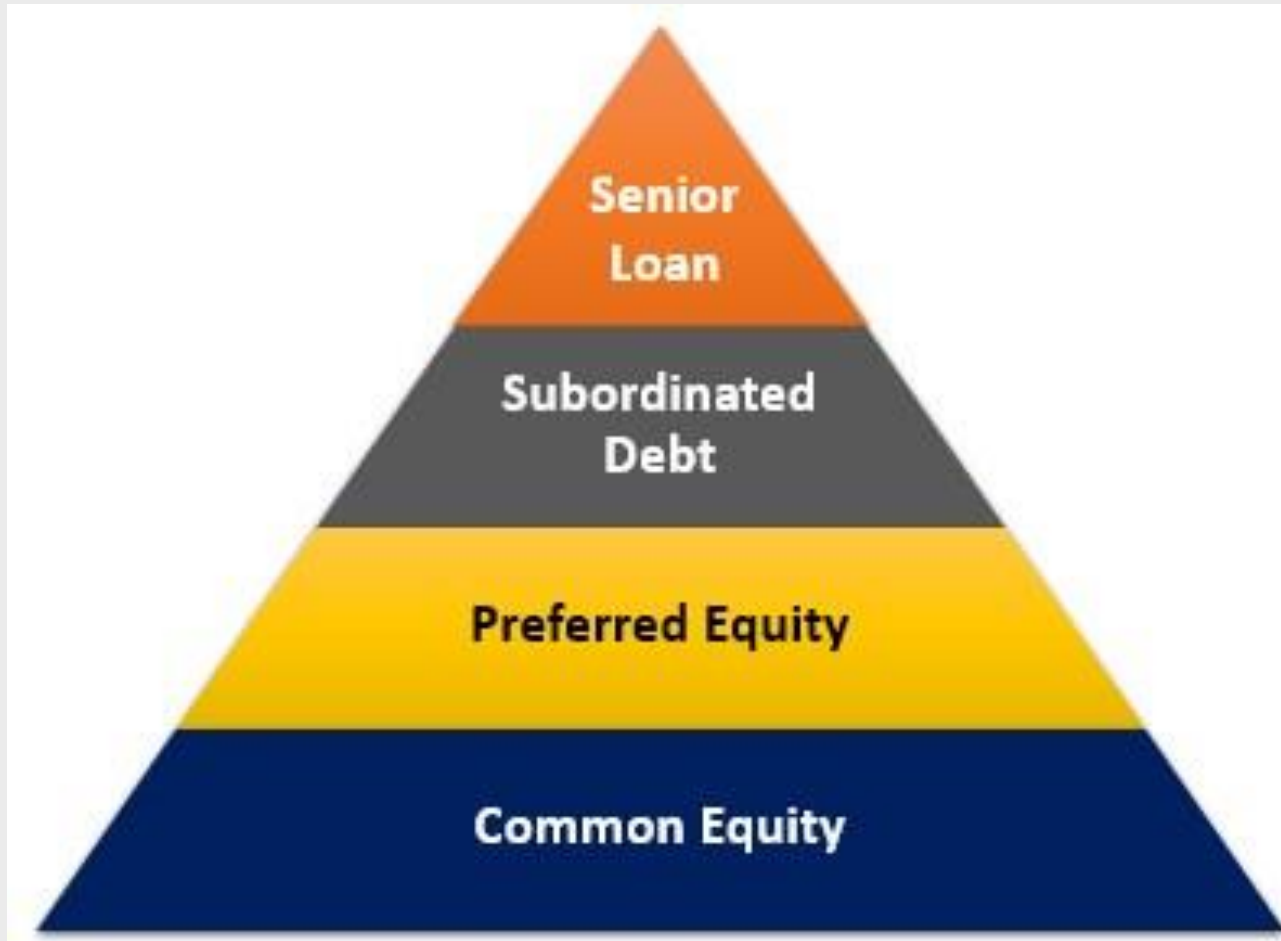 Senior
Loan
Subordinated
Debt
Preferred Equity
Common Equity